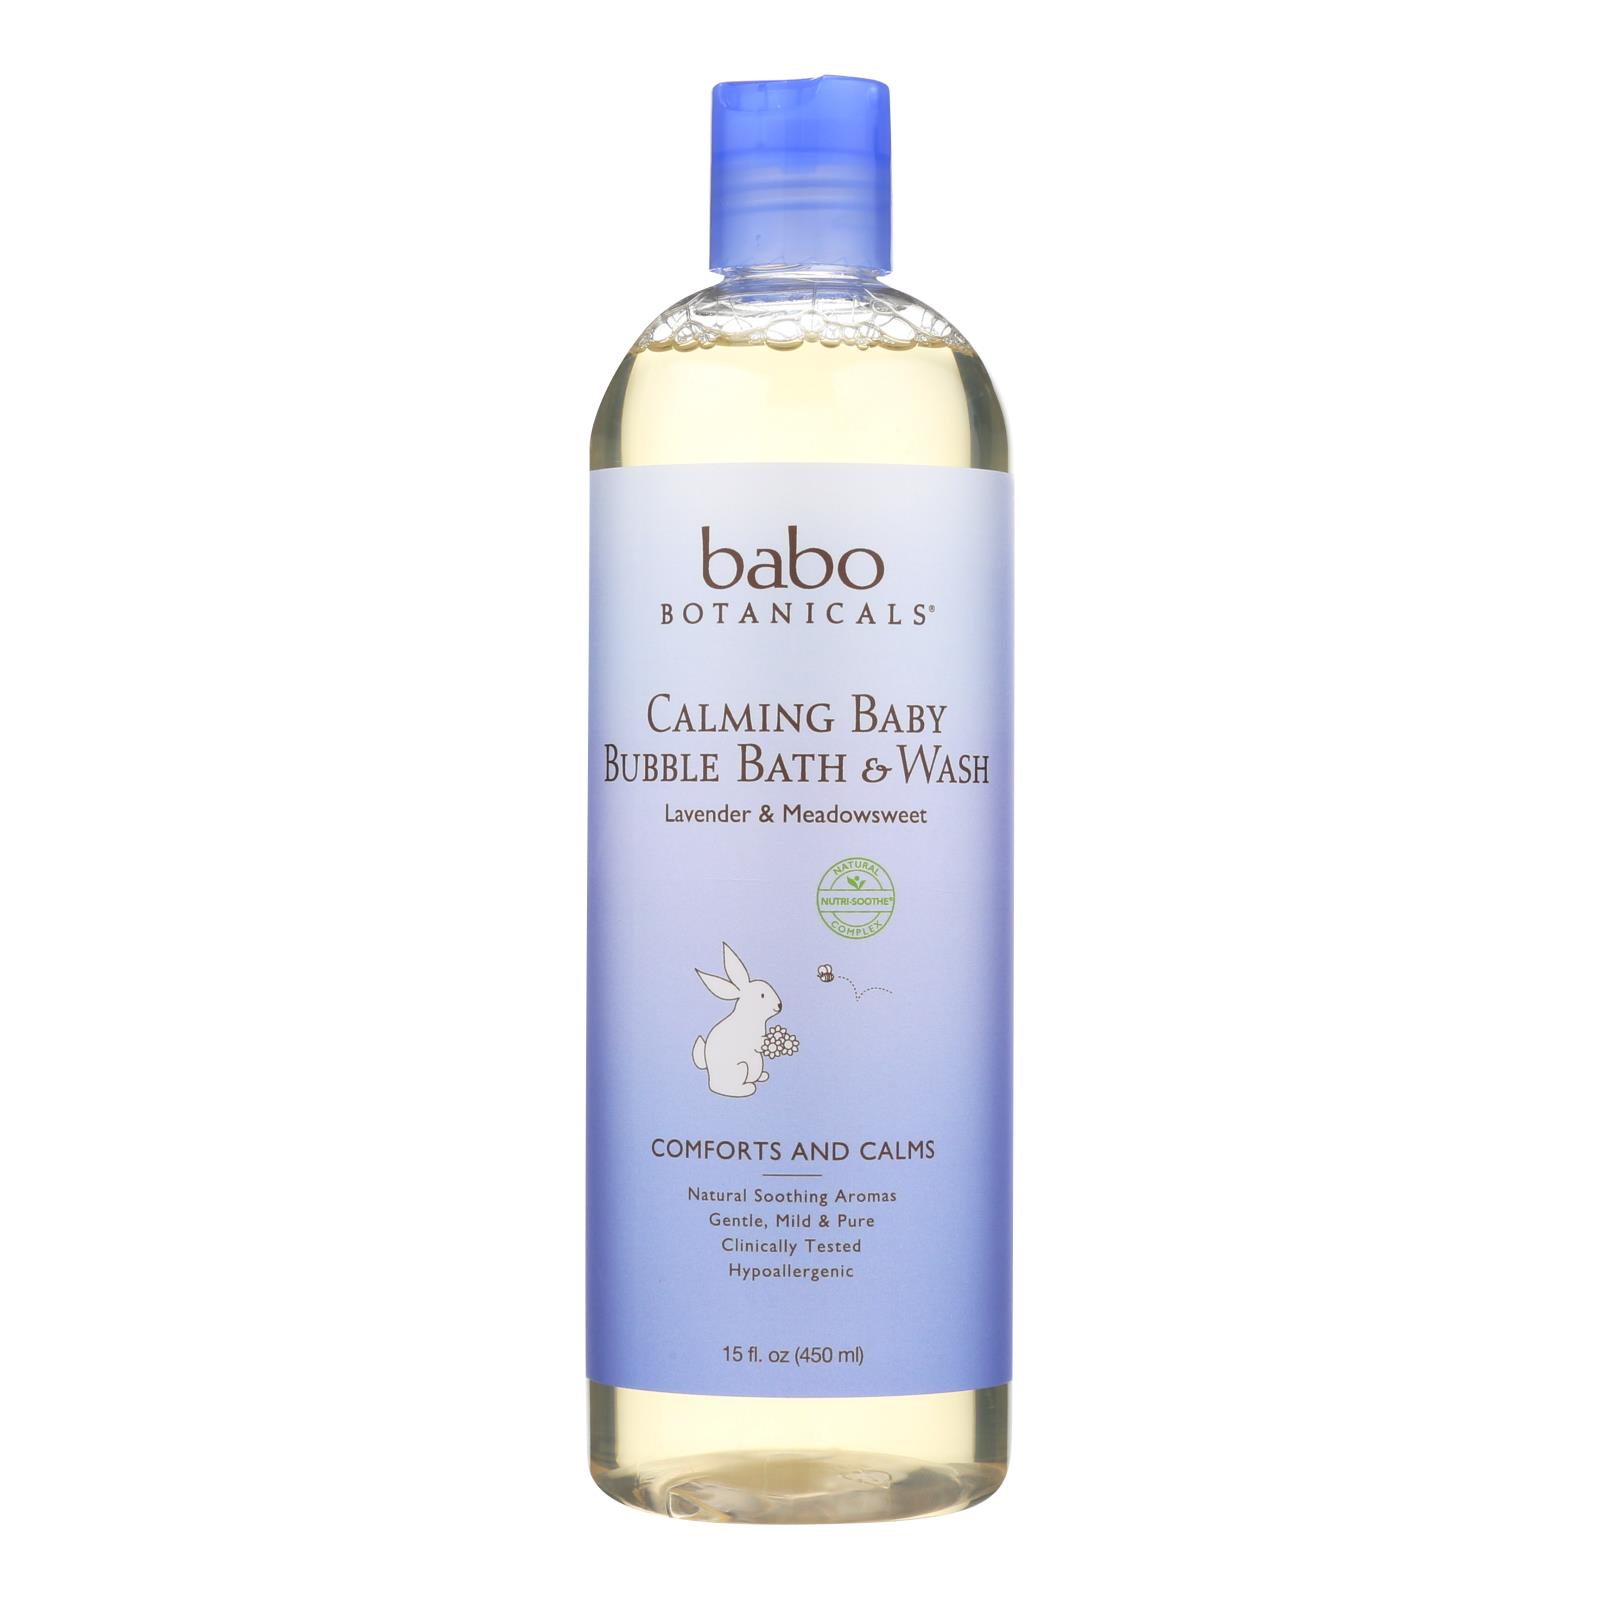 babo
BOTANICALS®
CALMING BABY
BUBBLE BATH & WASH
Lavender & Meadowsweet
NATURAL
NUTRI-SOOTHE®
COMPLEX
COMFORTS AND CALMS
Natural Soothing Aromas
Gentle, Mild & Pure
Clinically Tested
Hypoallergenic
15 fl. oz (450 ml)